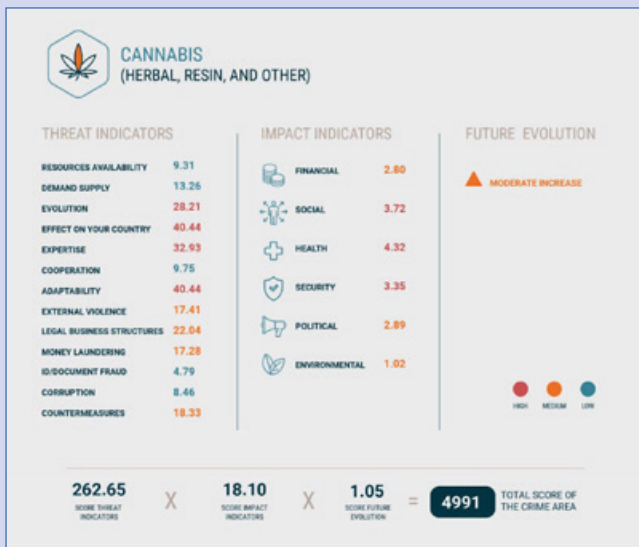 CANNABIS
(HERBAL, RESIN, AND OTHER)
THREAT INDICATORS
RESOURCES AVAILABILITY 9.31
DEMAND SUPPLY 13.26
EVOLUTION 28.21
EFFECT ON YOUR COUNTRY 40.44
EXPERTISE 32.93
COOPERATION 9.75
ADAPTABILITY 40.44
EXTERNAL VIOLENCE 17.41
LEGAL BUSINESS STRUCTURES 22.04
MONEY LAUNDERING 17.28
ID/DOCUMENT FRAUD 4.79
CORRUPTION 8.46
COUNTERMEASURES 18.33
IMPACT INDICATORS
FINANCIAL 2.80
SOCIAL 3.72
HEALTH 4.32
SECURITY 3.35
POLITICAL 2.89
ENVIRONMENTAL 1.02
FUTURE EVOLUTION
MODERATE INCREASE
HIGH MEDIUM LOW
262.65 X 18.10 X 1.05 = 4991
SCORE THREAT
INDICATORS
SCORE IMPACT
INDICATORS
SCORE FUTURE
EVOLUTION
TOTAL SCORE OF
THE CRIME AREA